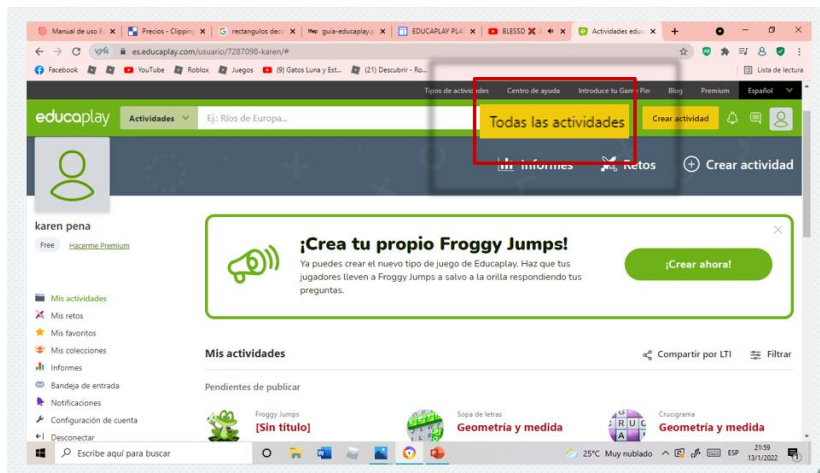 Manual de uso E
Precios - Clipping
rectangulos deco
guia-educaplay.p
EDUCAPLAY PLA
BLESSD
Actividades educ
vpn es.educaplay.com/usuario/7287098-karen/#
Facebook YouTube Roblox Juegos (9) Gatos Luna y Est... (21) Descubrir - Ro... Lista de lectura
Tipos de actividades Centro de ayuda Introduce tu Game Pin Blog Premium Español
educaplay Actividades Ej.: Ríos de Europa... Todas las actividades Crear actividad
Informes Retos Crear actividad
karen pena
Free Hacerme Premium
¡Crea tu propio Froggy Jumps!
Ya puedes crear el nuevo tipo de juego de Educaplay. Haz que tus
jugadores lleven a Froggy Jumps a salvo a la orilla respondiendo tus
preguntas.
¡Crear ahora!
Mis actividades
Mis retos
Mis favoritos
Mis colecciones
Informes
Bandeja de entrada
Notificaciones
Configuración de cuenta
Desconectar
Mis actividades Compartir por LTI Filtrar
Pendientes de publicar
Froggy Jumps
[Sin título]
Sopa de letras
Geometría y medida
Crucigrama
Geometría y medida
Escribe aquí para buscar
25°C Muy nublado ESP 21:59
13/1/2022